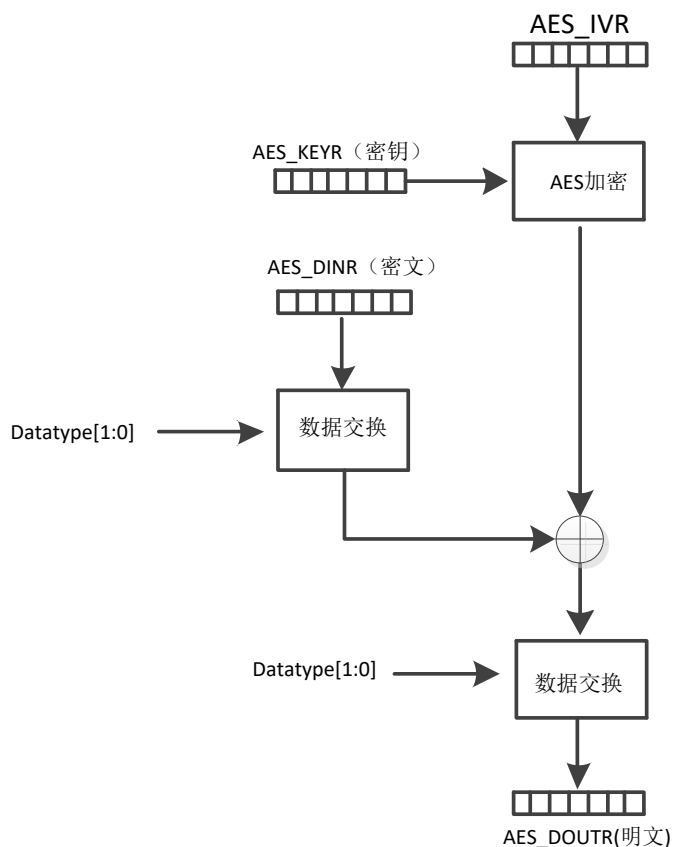 AES_IVR
AES_KEYR（密钥）
AES加密
AES_DINR（密文）
Datatype[1:0]
数据交换
Datatype[1:0]
数据交换
AES_DOUTR(明文)